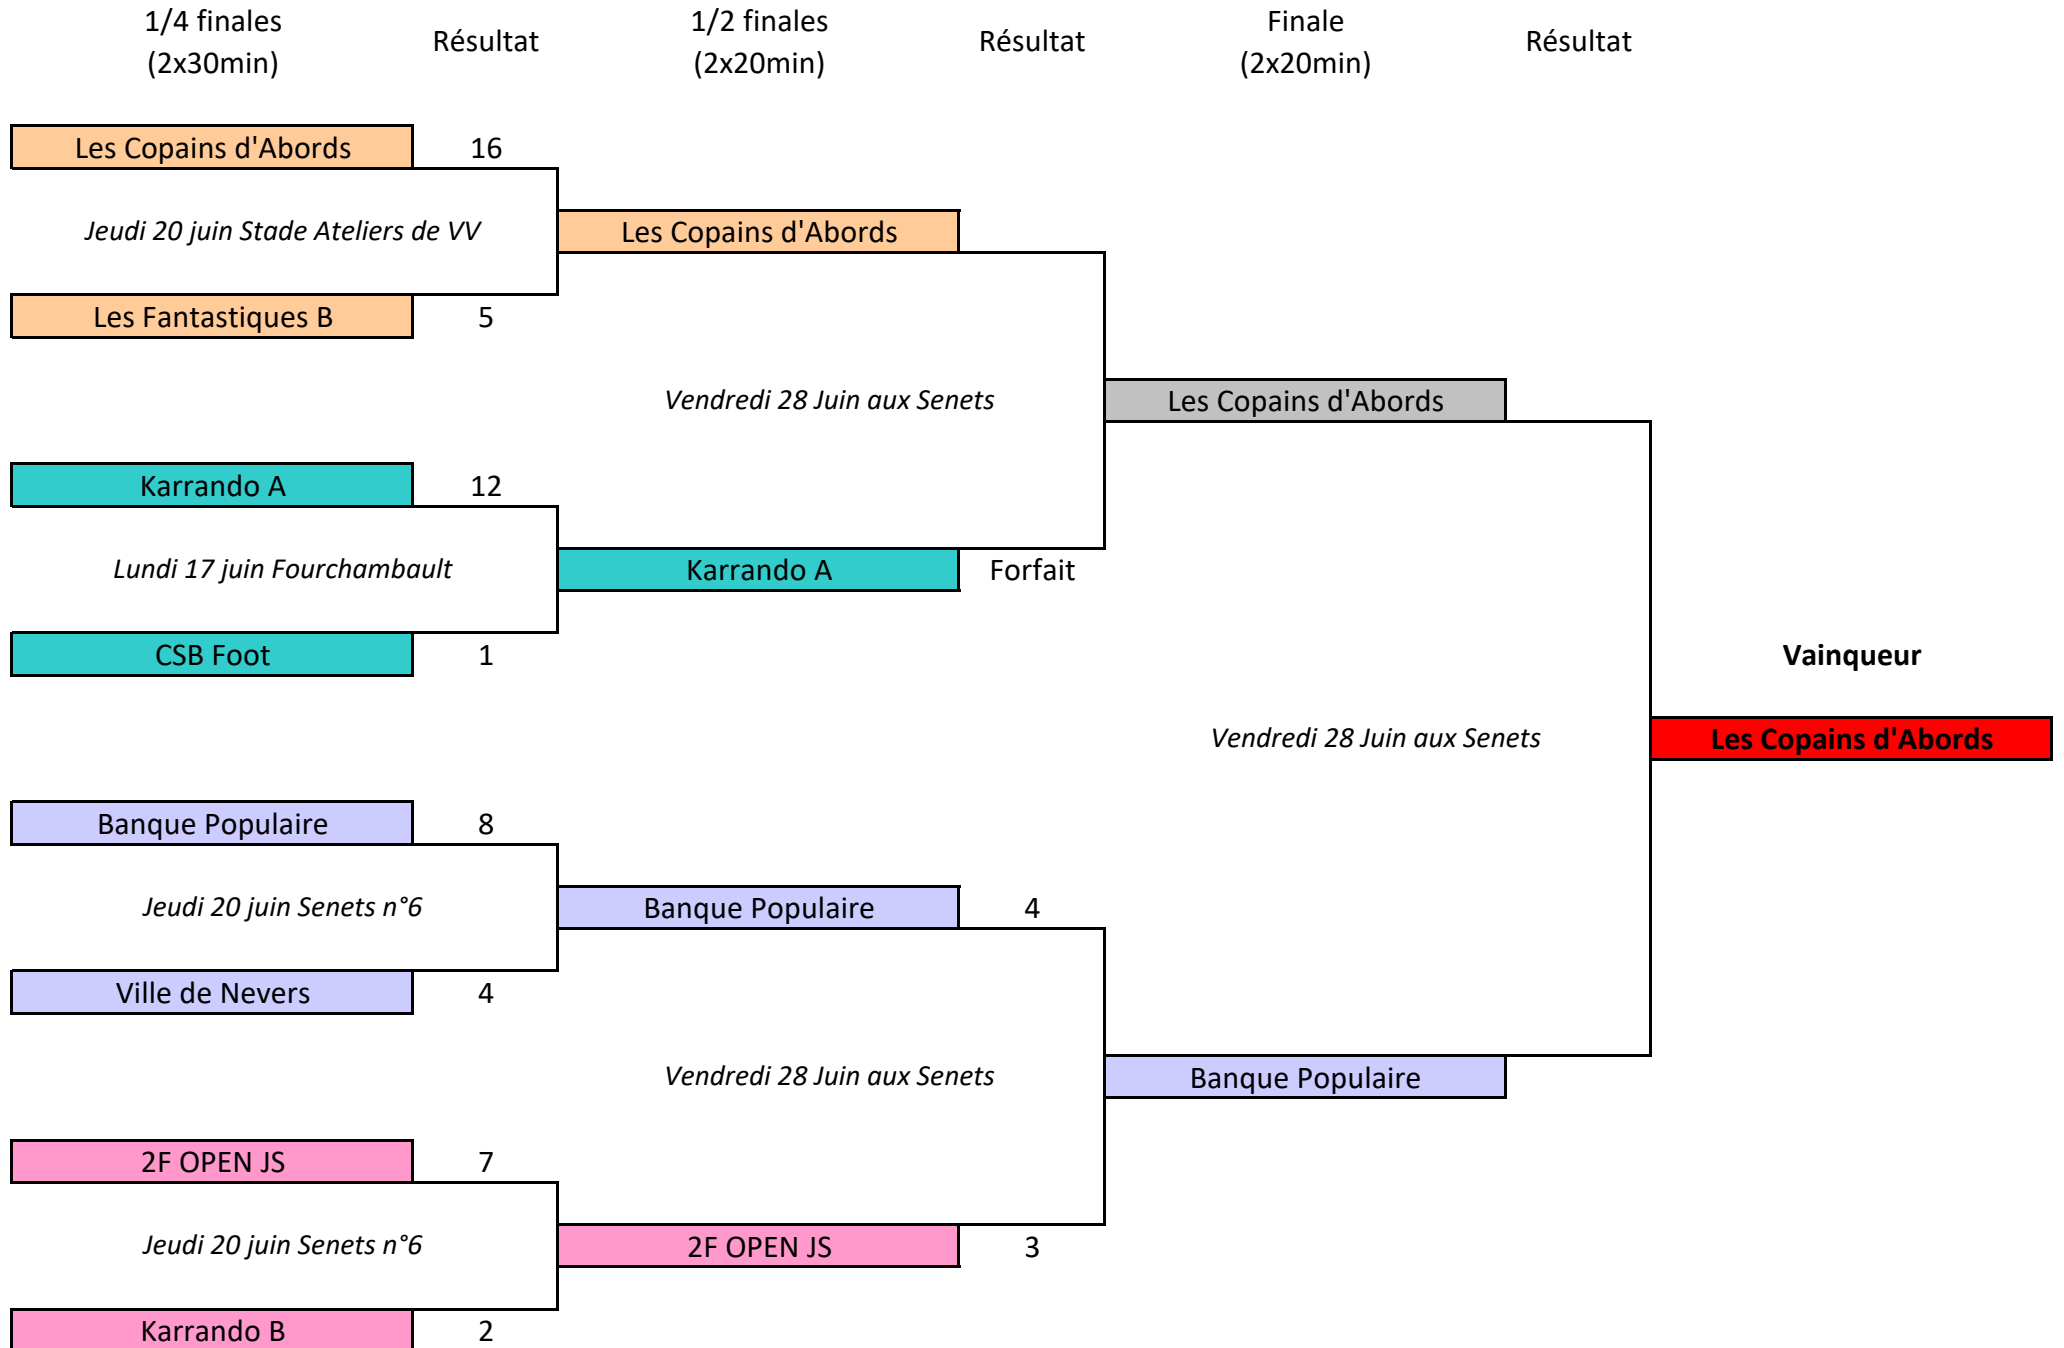 1/4 finales
(2x30min)
Résultat
1/2 finales
(2x20min)
Résultat
Finale
(2x20min)
Résultat
Les Copains d'Abords
16
Jeudi 20 juin Stade Ateliers de VV
Les Copains d'Abords
Les Fantastiques B
5
Vendredi 28 Juin aux Senets
Les Copains d'Abords
Karrando A
12
Lundi 17 juin Fourchambault
Karrando A
Forfait
CSB Foot
1
Vainqueur
Vendredi 28 Juin aux Senets
Les Copains d'Abords
Banque Populaire
8
Jeudi 20 juin Senets n°6
Banque Populaire
4
Ville de Nevers
4
Vendredi 28 Juin aux Senets
Banque Populaire
2F OPEN JS
7
Jeudi 20 juin Senets n°6
2F OPEN JS
3
Karrando B
2